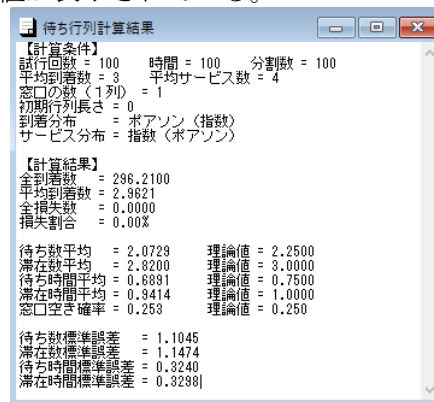 待ち行列計算結果
【計算条件】
試行回数 = 100 時間 = 100 分割数 = 100
平均到着数 = 3 平均サービス数 = 4
窓口の数（1列） = 1
初期行列長さ = 0
到着分布 = ポアソン（指数）
サービス分布 = 指数（ポアソン）
【計算結果】
全到着数 = 296.2100
平均到着数 = 2.9621
全損失数 = 0.0000
損失割合 = 0.00%
待ち数平均 = 2.0729 理論値 = 2.2500
滞在数平均 = 2.8200 理論値 = 3.0000
待ち時間平均 = 0.6891 理論値 = 0.7500
滞在時間平均 = 0.9414 理論値 = 1.0000
窓口空き確率 = 0.253 理論値 = 0.250
待ち数標準誤差 = 1.1045
滞在数標準誤差 = 1.1474
待ち時間標準誤差 = 0.3240
滞在時間標準誤差 = 0.3298